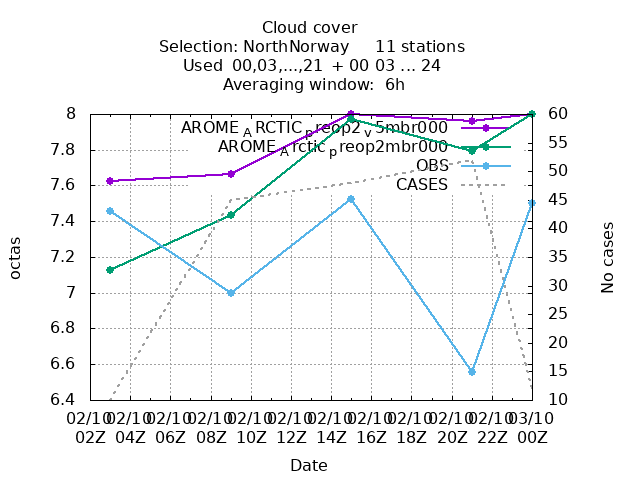 Cloud cover
Selection: NorthNorway 11 stations
Used 00,03,...,21 + 00 03 ... 24
Averaging window: 6h
8
7.8
7.6
7.4
7.2
7
6.8
6.6
6.4
octas
AROME_ARCTIC_preop2_v5mbr000
AROME_Arctic_preop2mbr000
OBS
CASES
60
55
50
45
40
35
30
25
20
15
10
No cases
02/10 02/10 02/10 02/10 02/10 02/10 02/10 02/10 02/10 02/10 02/10 03/10
02Z 04Z 06Z 08Z 10Z 12Z 14Z 16Z 18Z 20Z 22Z 00Z
Date